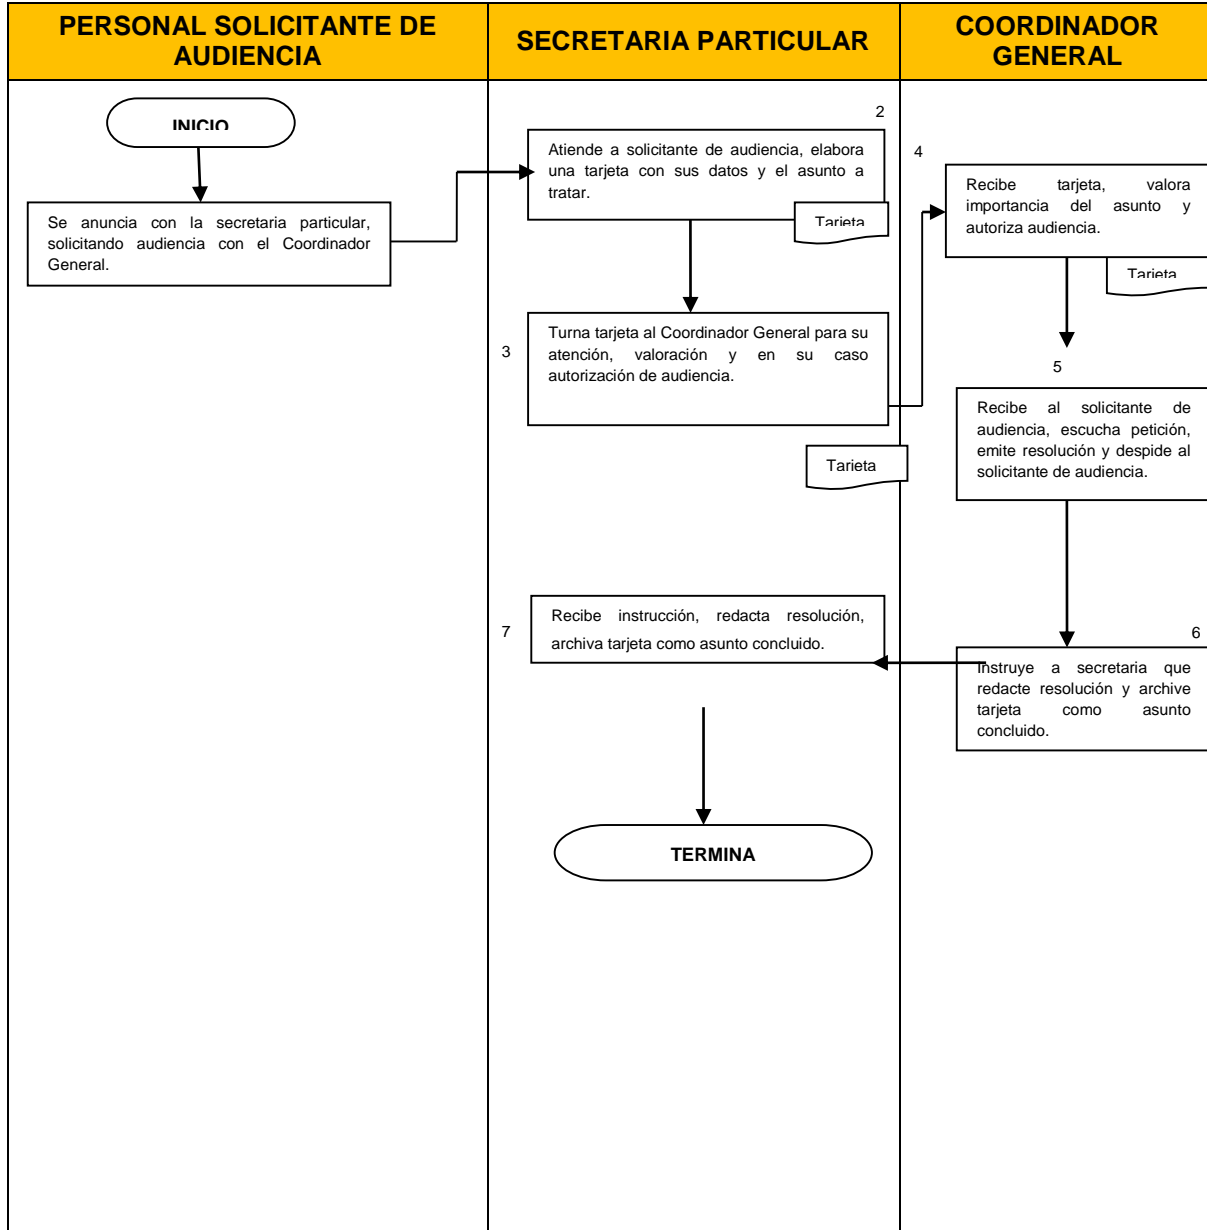 PERSONAL SOLICITANTE DE
AUDIENCIA
SECRETARIA PARTICULAR
COORDINADOR
GENERAL
INICIO
Se anuncia con la secretaria particular,
solicitando audiencia con el Coordinador
General.
2
Atiende a solicitante de audiencia, elabora
una tarjeta con sus datos y el asunto a
tratar.
Tarjeta
3
Turna tarjeta al Coordinador General para su
atención, valoración y en su caso
autorización de audiencia.
Tarjeta
4
Recibe tarjeta, valora
importancia del asunto y
autoriza audiencia.
Tarjeta
5
Recibe al solicitante de
audiencia, escucha petición,
emite resolución y despide al
solicitante de audiencia.
6
Instruye a secretaria que
redacte resolución y archive
tarjeta como asunto
concluido.
7
Recibe instrucción, redacta resolución,
archiva tarjeta como asunto concluido.
TERMINA